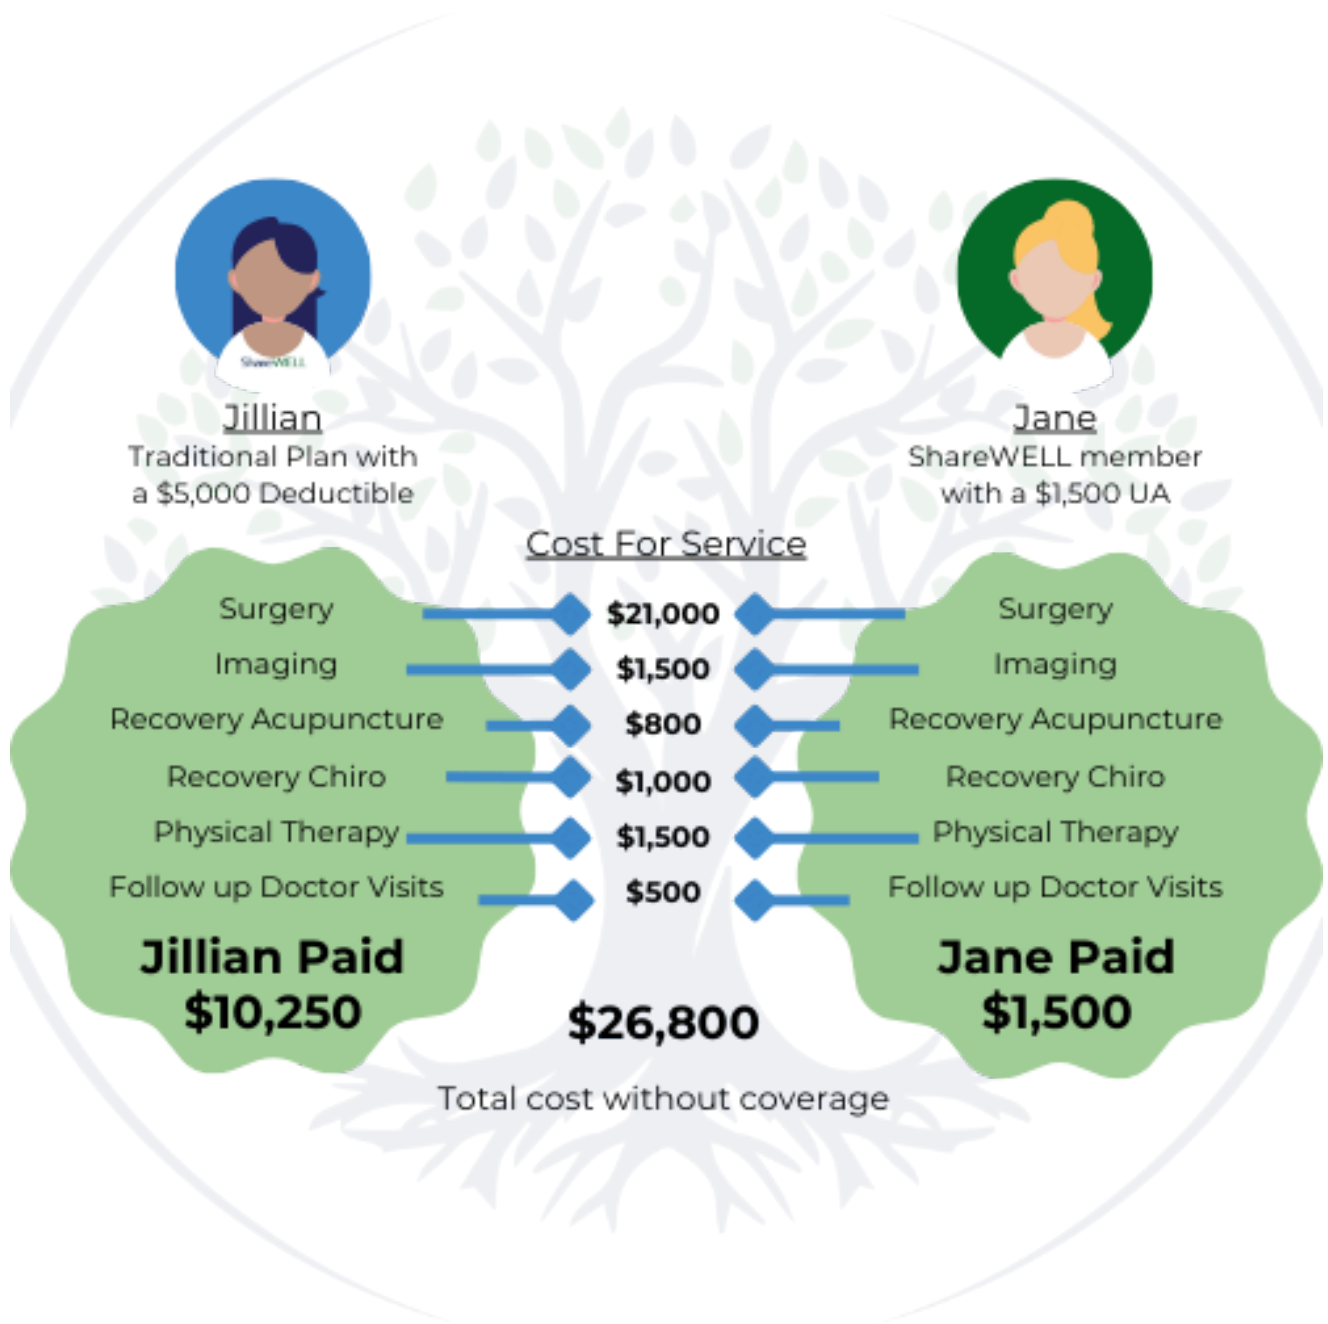 ShareWELL
Jillian
Traditional Plan with
a $5,000 Deductible
Jane
ShareWELL member
with a $1,500 UA
Cost For Service
Surgery
$21,000
Surgery
Imaging
$1,500
Imaging
Recovery Acupuncture
$800
Recovery Acupuncture
Recovery Chiro
$1,000
Recovery Chiro
Physical Therapy
$1,500
Physical Therapy
Follow up Doctor Visits
$500
Follow up Doctor Visits
Jillian Paid
$10,250
Jane Paid
$1,500
$26,800
Total cost without coverage